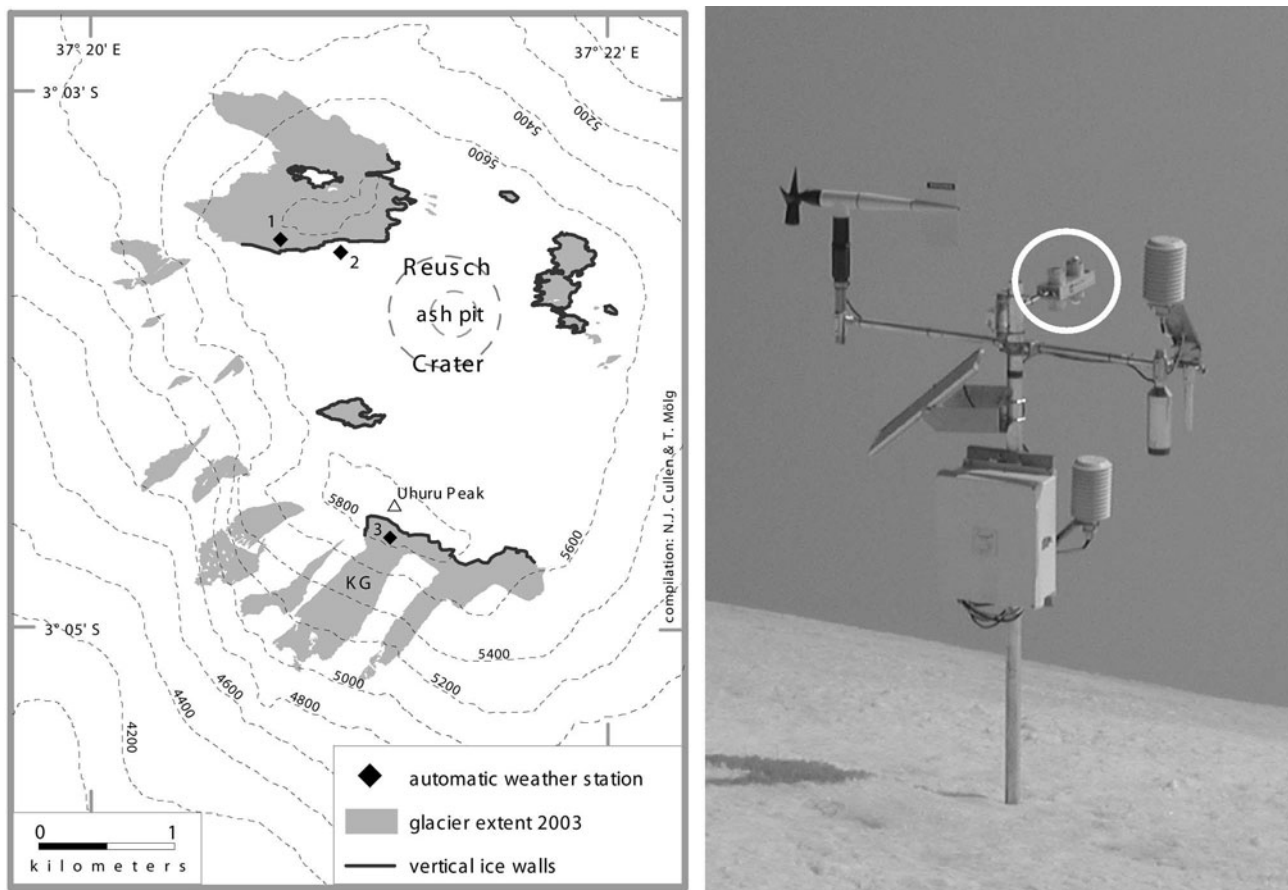 37° 20' E
37° 22' E
3° 03' S
5200
5400
5600
1
2
Reusch
ash pit
Crater
compilation: N.J. Cullen & T. Mölg
Uhuru Peak
5800
3
5600
KG
3° 05' S
5400
5200
5000
4800
4600
4400
4200
automatic weather station
0 1
glacier extent 2003
kilometers
vertical ice walls